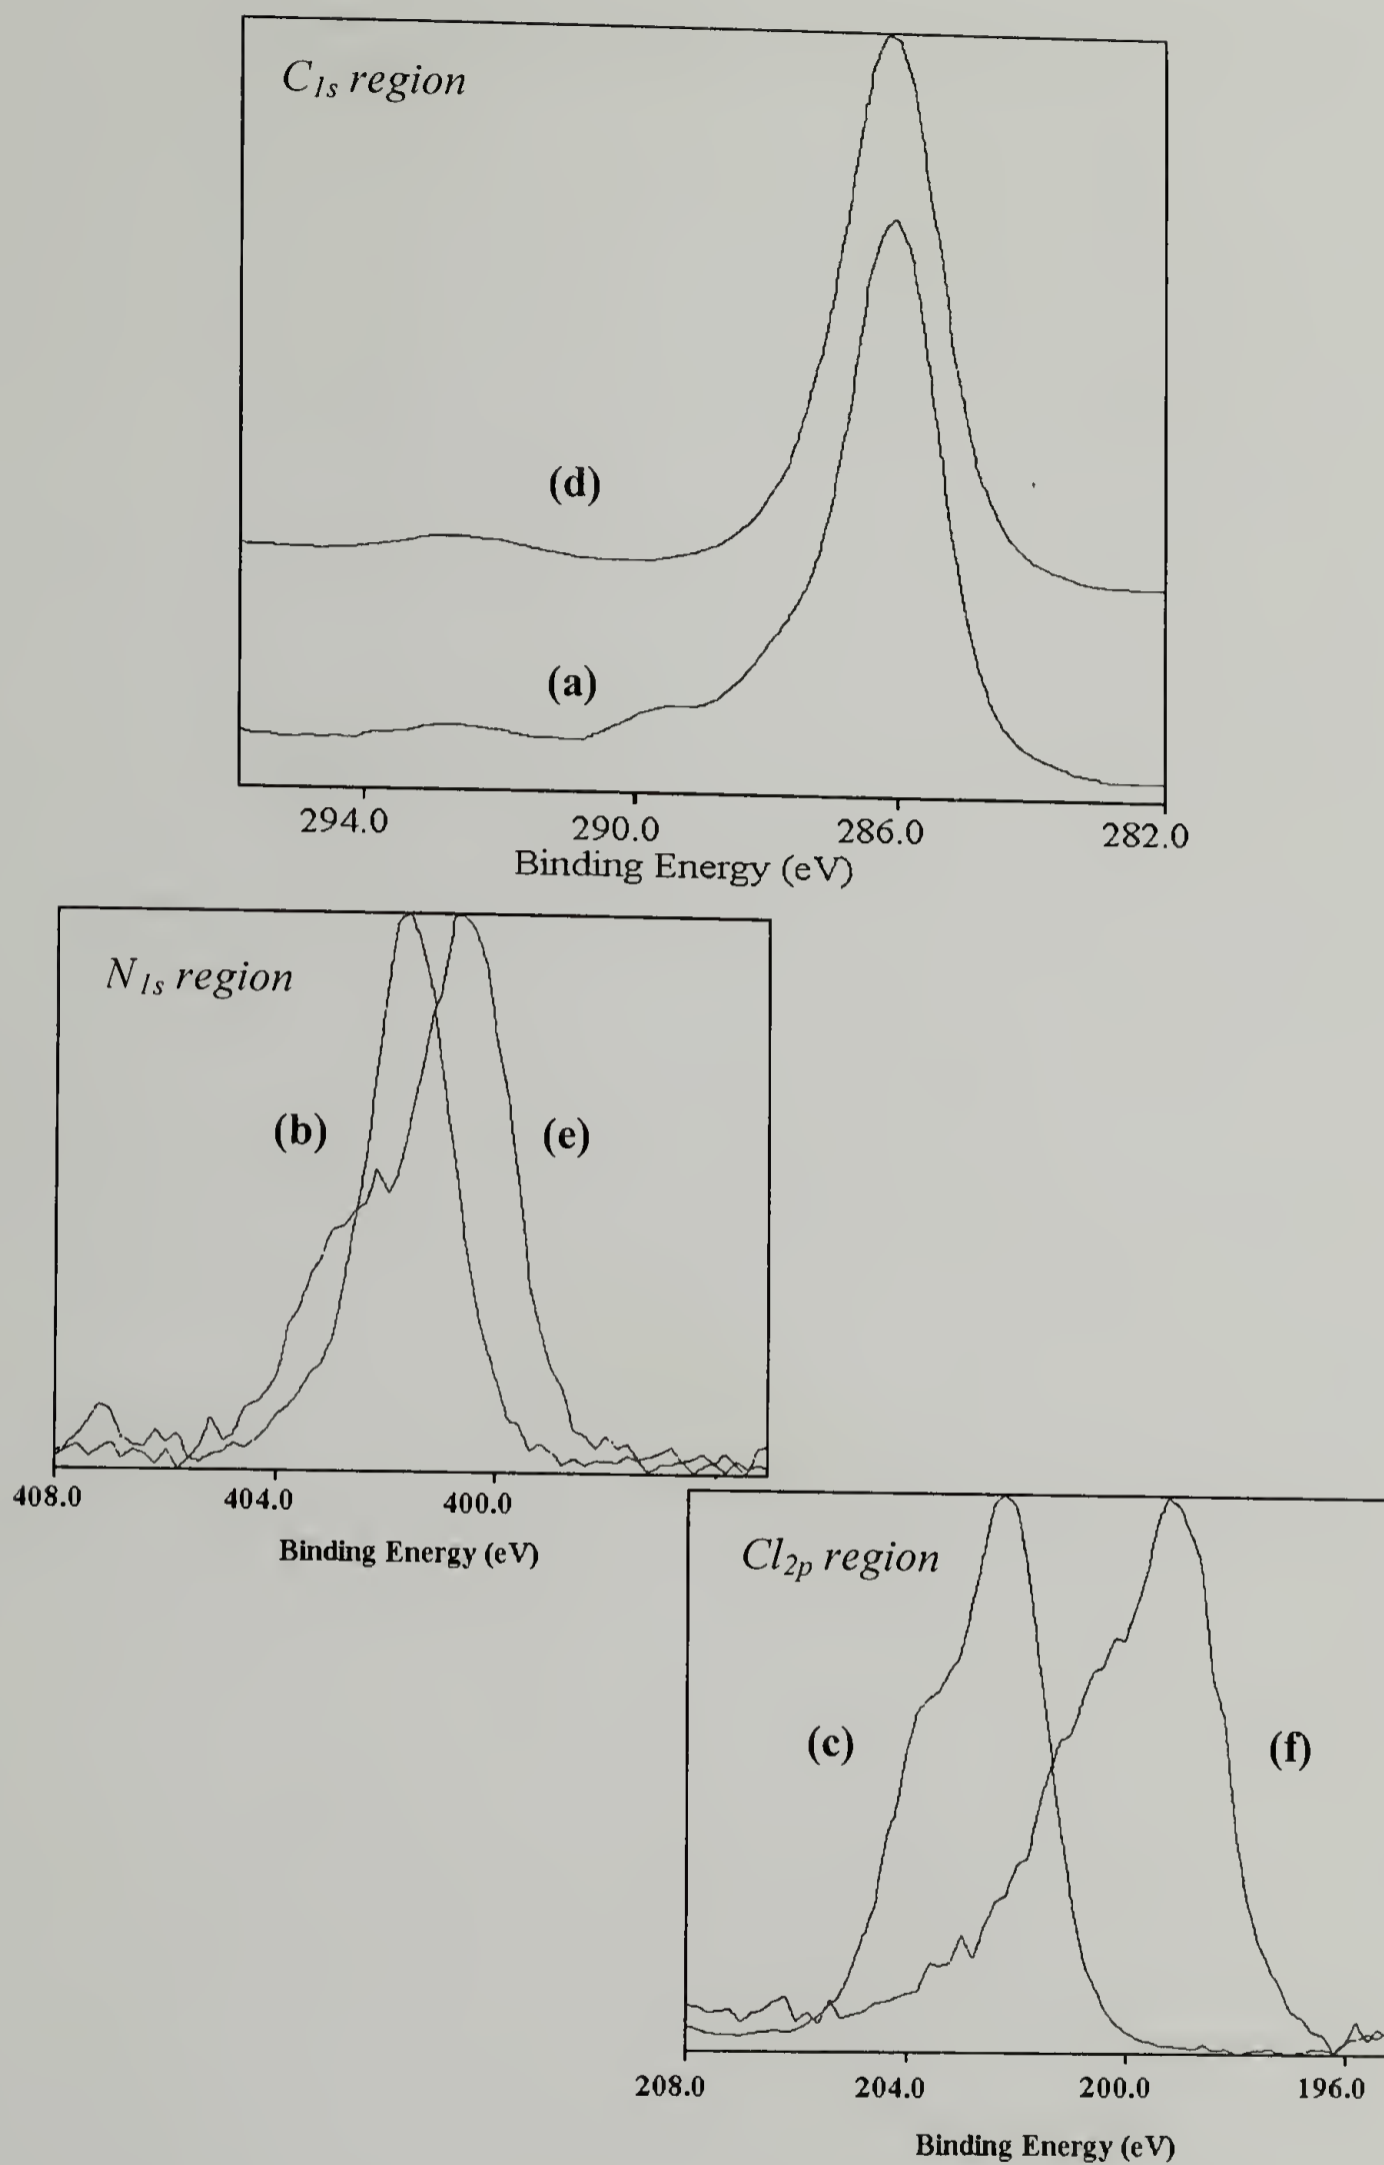 C1s region
(d)
(a)
294.0 290.0 286.0 282.0
Binding Energy (eV)
N1s region
(b) (e)
408.0 404.0 400.0
Binding Energy (eV)
Cl2p region
(c) (f)
208.0 204.0 200.0 196.0
Binding Energy (eV)